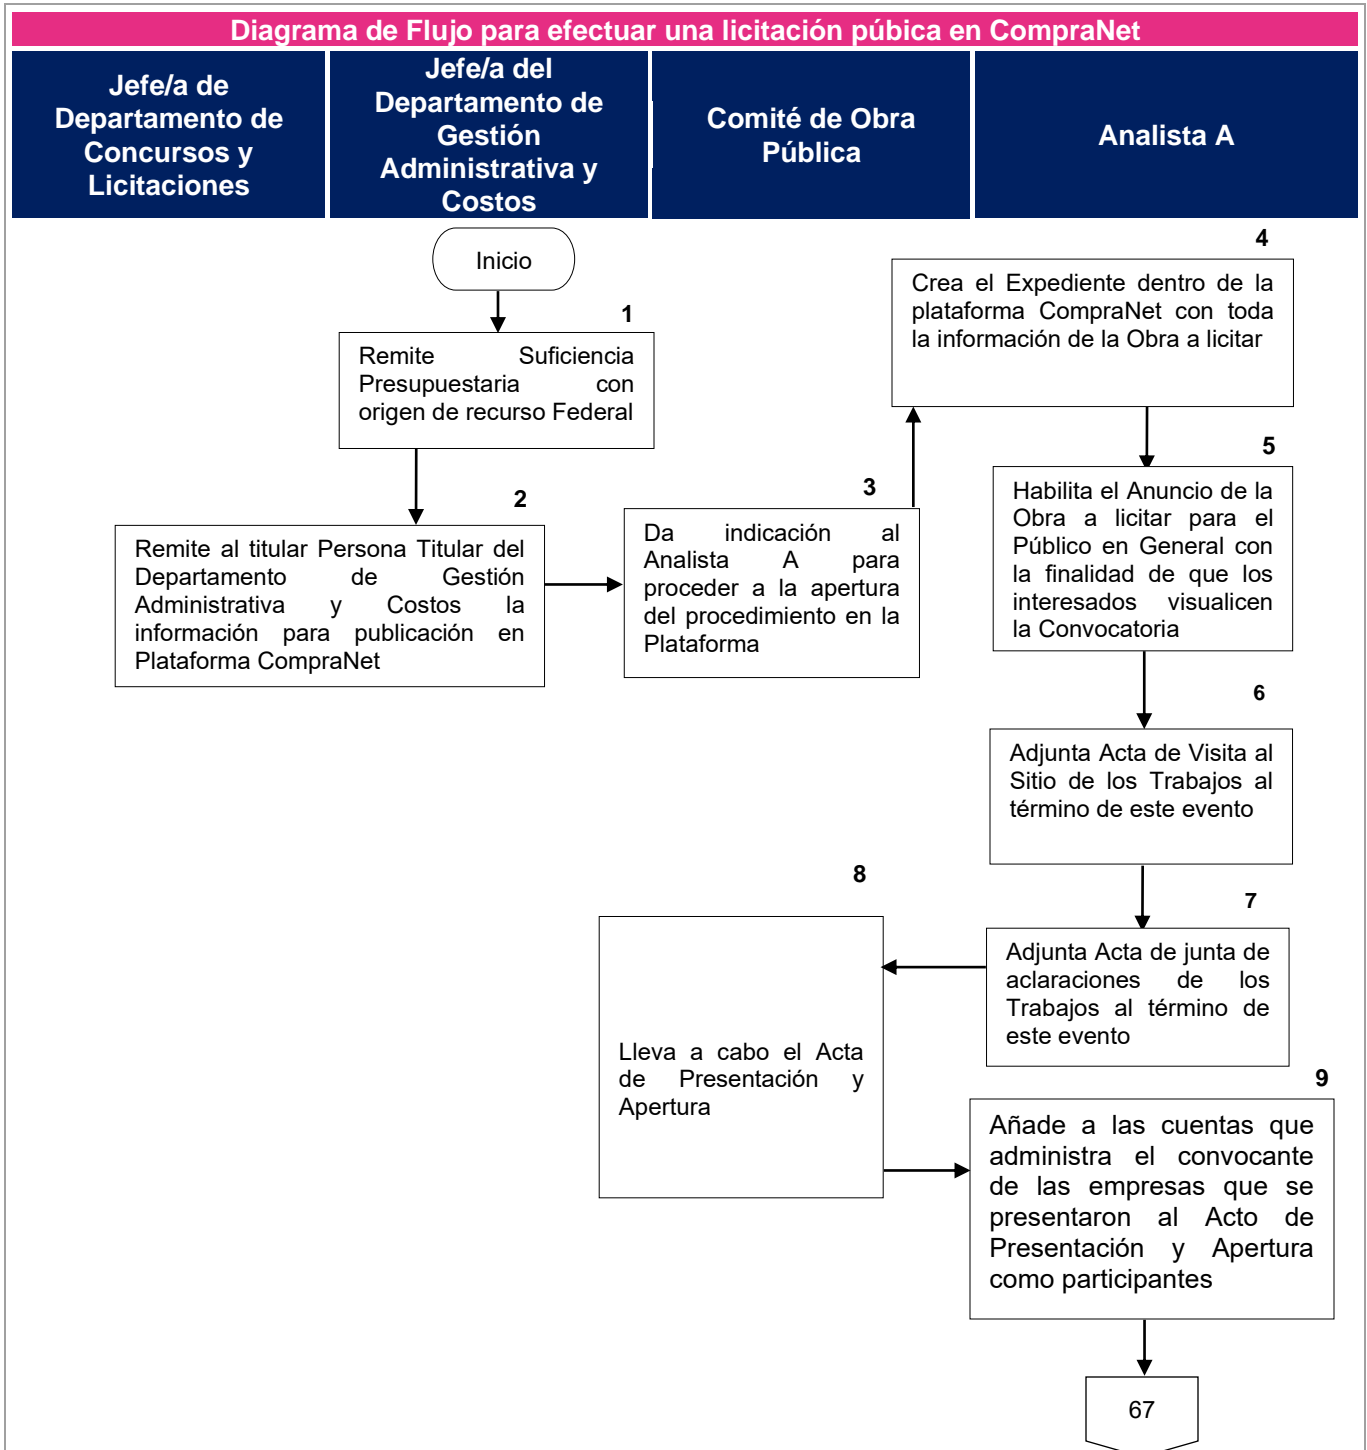 Diagrama de Flujo para efectuar una licitación púbica en CompraNet
Jefe/a de
Departamento de
Concursos y
Licitaciones
Jefe/a del
Departamento de
Gestión
Administrativa y
Costos
Comité de Obra
Pública
Analista A
Inicio
1
Remite Suficiencia
Presupuestaria con
origen de recurso Federal
2
Remite al titular Persona Titular del
Departamento de Gestión
Administrativa y Costos la
información para publicación en
Plataforma CompraNet
3
Da indicación al
Analista A para
proceder a la apertura
del procedimiento en la
Plataforma
4
Crea el Expediente dentro de la
plataforma CompraNet con toda
la información de la Obra a licitar
5
Habilita el Anuncio de la
Obra a licitar para el
Público en General con
la finalidad de que los
interesados visualicen
la Convocatoria
6
Adjunta Acta de Visita al
Sitio de los Trabajos al
término de este evento
7
Adjunta Acta de junta de
aclaraciones de los
Trabajos al término de
este evento
8
Lleva a cabo el Acta
de Presentación y
Apertura
9
Añade a las cuentas que
administra el convocante
de las empresas que se
presentaron al Acto de
Presentación y Apertura
como participantes
67